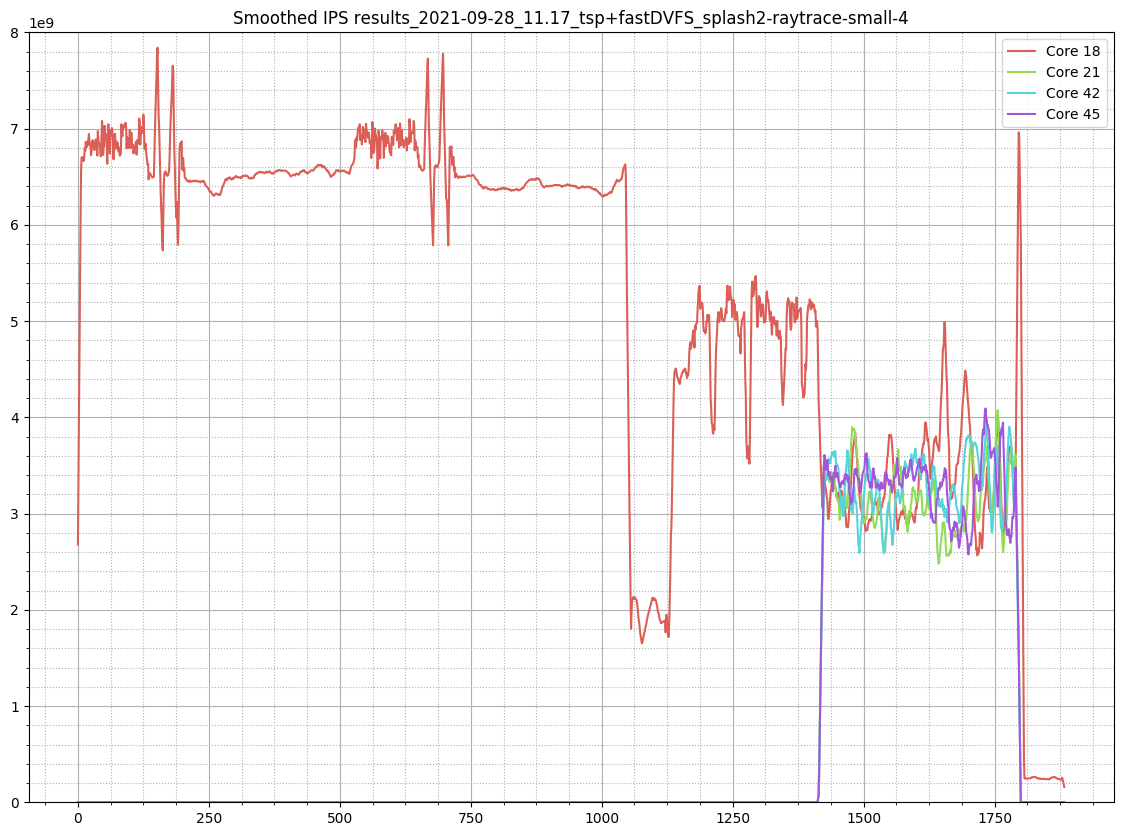 Smoothed IPS results_2021-09-28_11.17_tsp+fastDVFS_splash2-raytrace-small-4
1e9
8
7
6
5
4
3
2
1
0
Core 18
Core 21
Core 42
Core 45
0 250 500 750 1000 1250 1500 1750